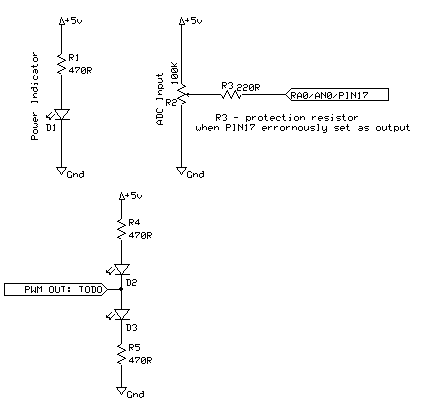 +5v
R1
470R
Power Indicator
D1
Gnd
+5v
100K
ADC Input
R2
R3 220R
RA0/AN0/PIN17
R3 - protection resistor
when PIN17 errornously set as output
Gnd
+5v
R4
470R
D2
PWM OUT: TODO
D3
R5
470R
Gnd